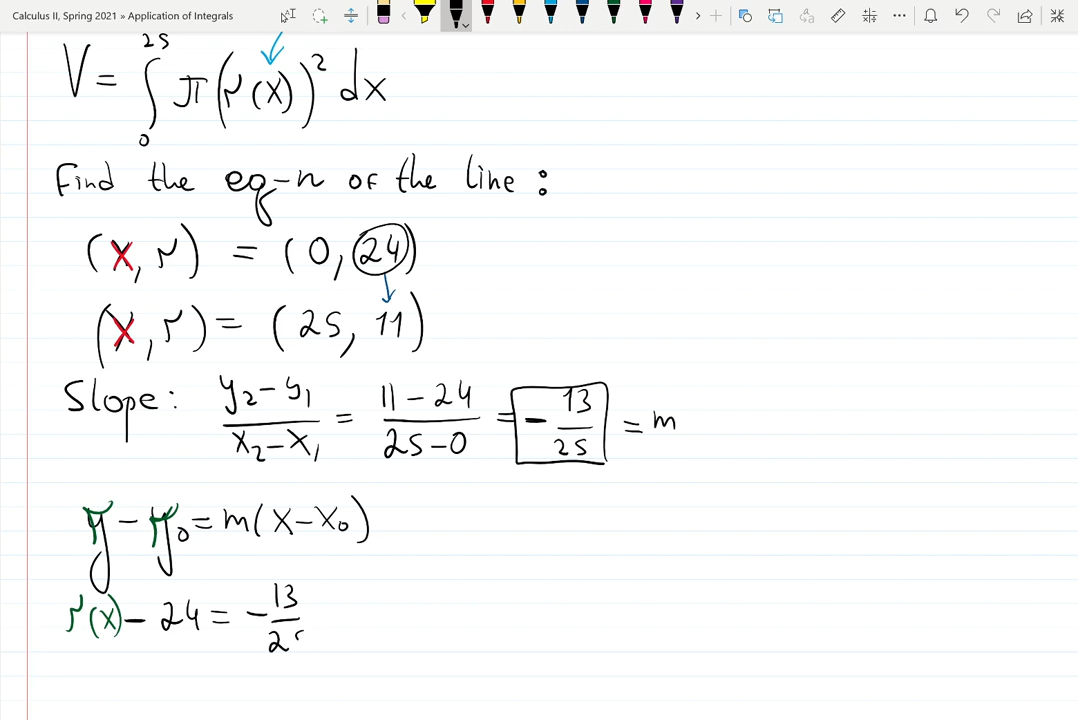 Calculus II, Spring 2021 » Application of Integrals
V = ∫₀²⁵ π(r(x))² dx
Find the eq-n of the line:
(x, r) = (0, 24)
(x, r) = (25, 11)
Slope: (y₂ - y₁)/(x₂ - x₁) = (11 - 24)/(25 - 0) = -13/25 = m
y - y₀ = m(x - x₀)
r(x) - 24 = -13/2